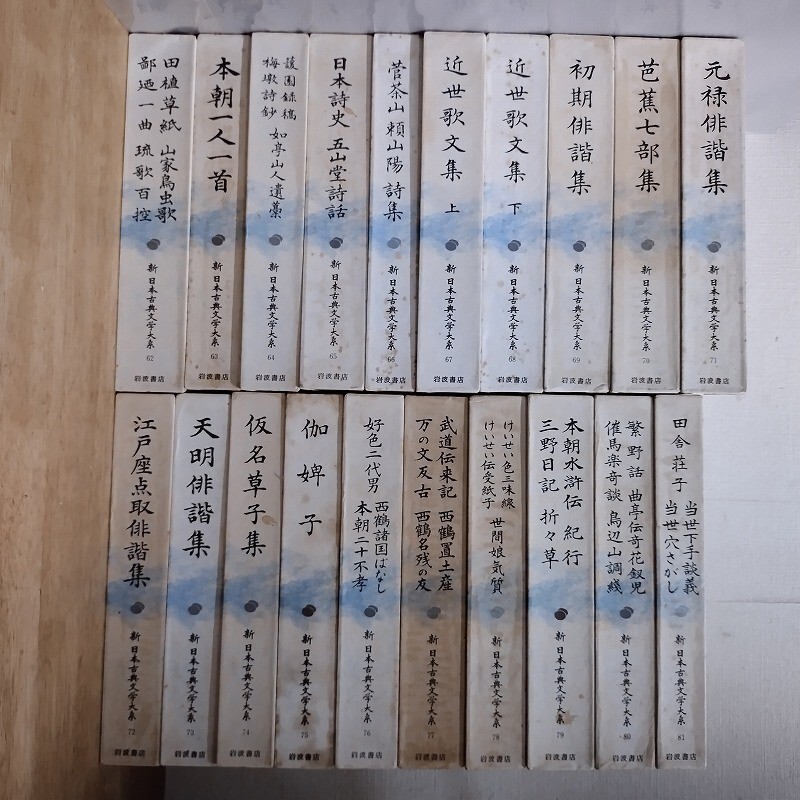 田植草紙 山家鳥虫歌
鄙廼一曲 琉歌百控
新 日本古典文学大系
62
岩波書店
本朝一人一首
新 日本古典文学大系
63
岩波書店
蘐園録稿
梅墩詩鈔 如亭山人遺藁
新 日本古典文学大系
64
岩波書店
日本詩史 五山堂詩話
新 日本古典文学大系
65
岩波書店
菅茶山 頼山陽 詩集
新 日本古典文学大系
66
岩波書店
近世歌文集 上
新 日本古典文学大系
67
岩波書店
近世歌文集 下
新 日本古典文学大系
68
岩波書店
初期俳諧集
新 日本古典文学大系
69
岩波書店
芭蕉七部集
新 日本古典文学大系
70
岩波書店
元禄俳諧集
新 日本古典文学大系
71
岩波書店
江戸座点取俳諧集
新 日本古典文学大系
72
岩波書店
天明俳諧集
新 日本古典文学大系
73
岩波書店
仮名草子集
新 日本古典文学大系
74
岩波書店
伽婢子
新 日本古典文学大系
75
岩波書店
好色二代男 西鶴諸国ばなし
本朝二十不孝
新 日本古典文学大系
76
岩波書店
武道伝来記 西鶴置土産
万の文反古 西鶴名残の友
新 日本古典文学大系
77
岩波書店
けいせい色三味線
けいせい伝受紙子 世間娘気質
新 日本古典文学大系
78
岩波書店
本朝水滸伝 紀行
三野日記 折々草
新 日本古典文学大系
79
岩波書店
繁野話 曲亭伝奇花釵児
催馬楽奇談 鳥辺山調綫
新 日本古典文学大系
80
岩波書店
田舎荘子 当世下手談義
当世穴さがし
新 日本古典文学大系
81
岩波書店